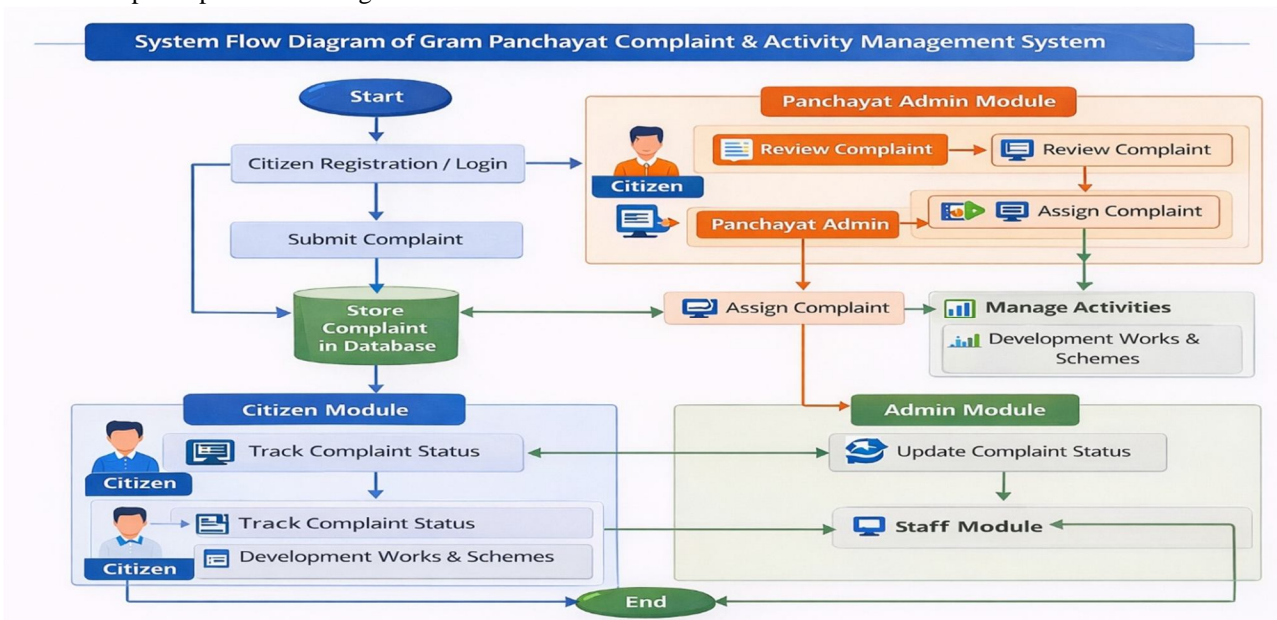 System Flow Diagram of Gram Panchayat Complaint & Activity Management System
Start
Panchayat Admin Module
Citizen Registration / Login
Citizen
Review Complaint
Review Complaint
Submit Complaint
Panchayat Admin
Assign Complaint
Store
Complaint
in Database
Assign Complaint
Manage Activities
Development Works &
Schemes
Citizen Module
Citizen
Track Complaint Status
Citizen
Track Complaint Status
Development Works & Schemes
Admin Module
Update Complaint Status
Staff Module
End